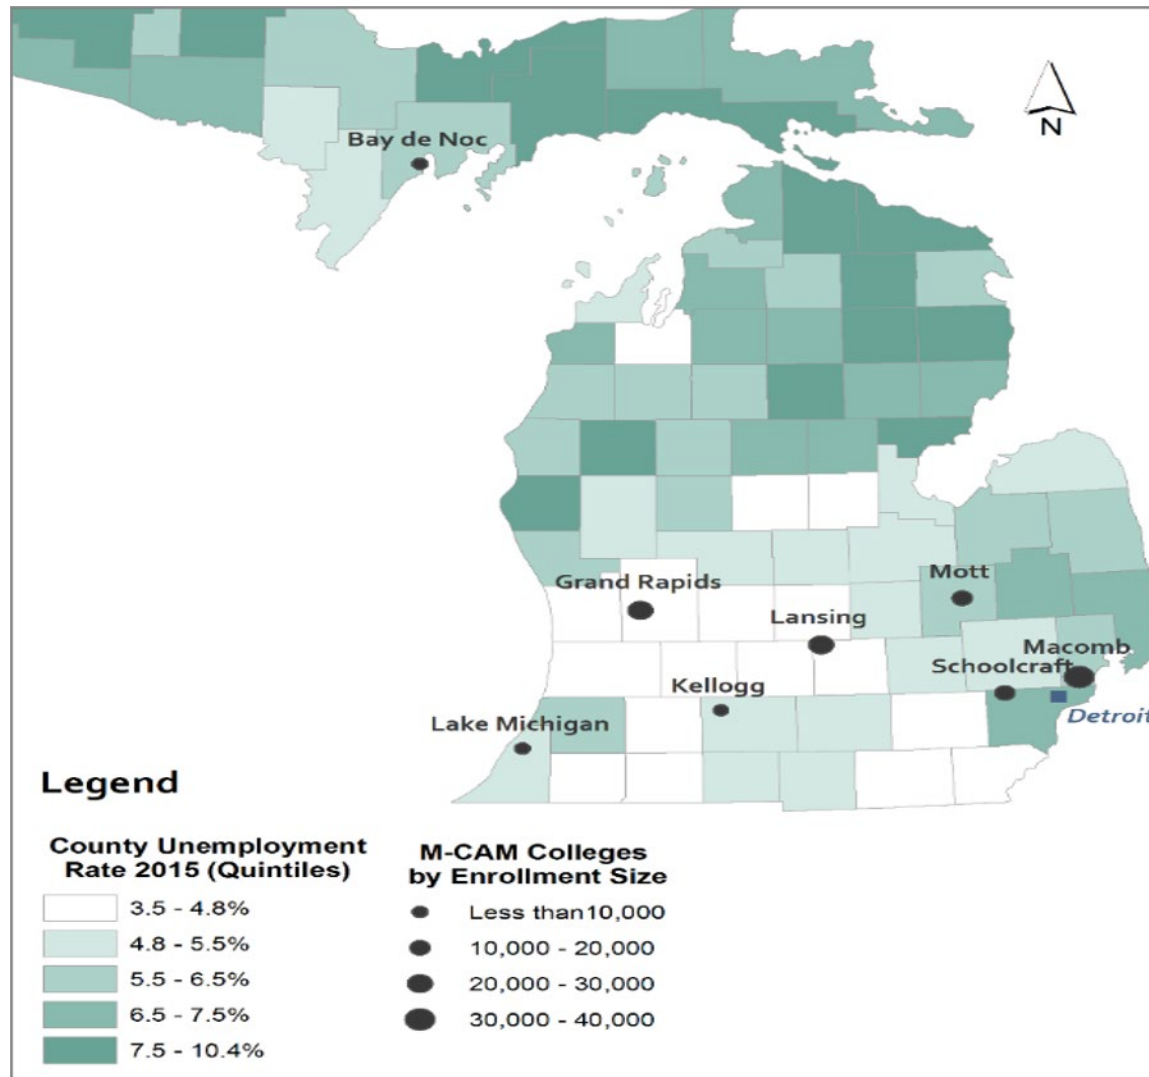 N
Bay de Noc
Mott
Grand Rapids
Lansing
Macomb
Schoolcraft
Kellogg
Detroit
Lake Michigan
Legend
County Unemployment
Rate 2015 (Quintiles)
3.5 - 4.8%
4.8 - 5.5%
5.5 - 6.5%
6.5 - 7.5%
7.5 - 10.4%
M-CAM Colleges
by Enrollment Size
Less than10,000
10,000 - 20,000
20,000 - 30,000
30,000 - 40,000